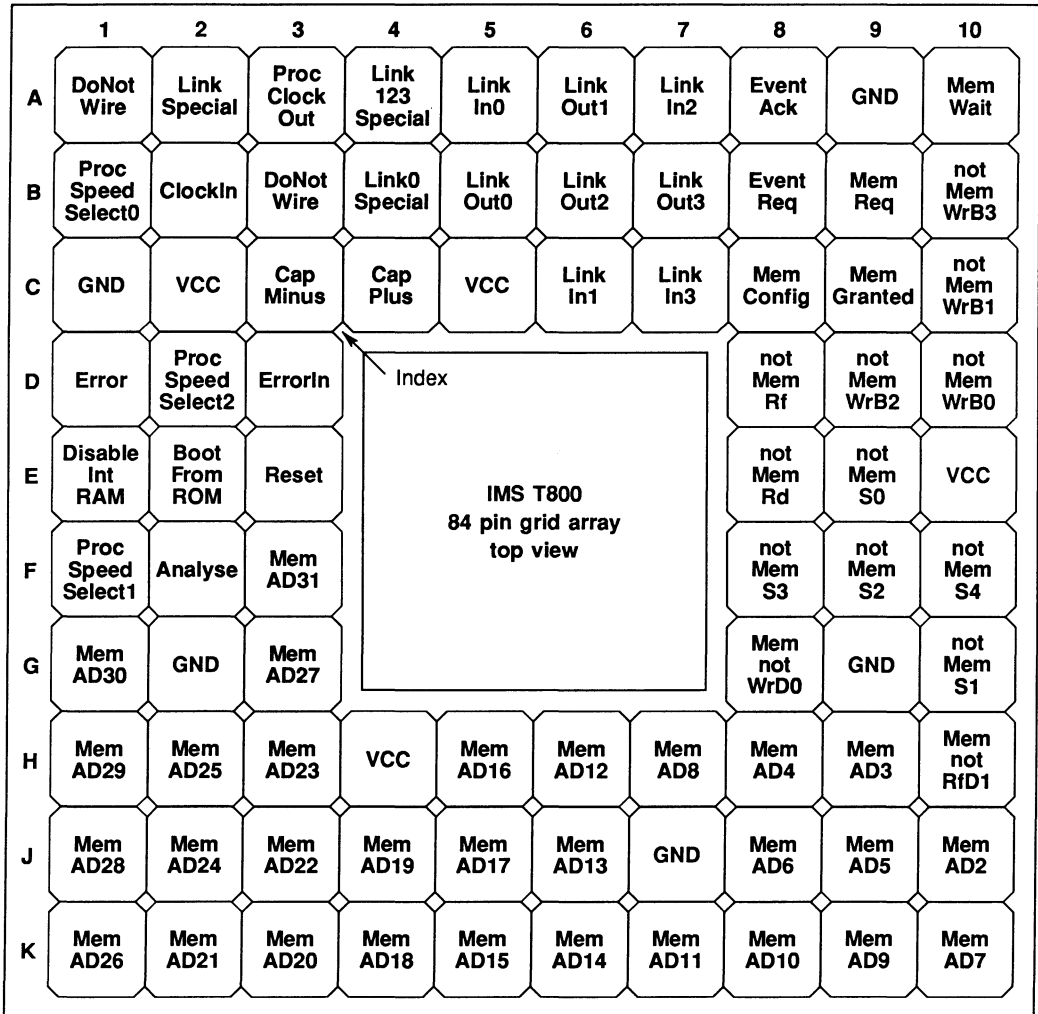 1 2 3 4 5 6 7 8 9 10
A
DoNot
Wire
Link
Special
Proc
Clock
Out
Link
123
Special
Link
In0
Link
Out1
Link
In2
Event
Ack
GND
Mem
Wait
B
Proc
Speed
Select0
ClockIn
DoNot
Wire
Link0
Special
Link
Out0
Link
Out2
Link
Out3
Event
Req
Mem
Req
not
Mem
WrB3
C
GND
VCC
Cap
Minus
Cap
Plus
VCC
Link
In1
Link
In3
Mem
Config
Mem
Granted
not
Mem
WrB1
D
Error
Proc
Speed
Select2
ErrorIn
Index
not
Mem
Rf
not
Mem
WrB2
not
Mem
WrB0
E
Disable
Int
RAM
Boot
From
ROM
Reset
IMS T800
84 pin grid array
top view
not
Mem
Rd
not
Mem
S0
VCC
F
Proc
Speed
Select1
Analyse
Mem
AD31
not
Mem
S3
not
Mem
S2
not
Mem
S4
G
Mem
AD30
GND
Mem
AD27
Mem
not
WrD0
GND
not
Mem
S1
H
Mem
AD29
Mem
AD25
Mem
AD23
VCC
Mem
AD16
Mem
AD12
Mem
AD8
Mem
AD4
Mem
AD3
Mem
not
RfD1
J
Mem
AD28
Mem
AD24
Mem
AD22
Mem
AD19
Mem
AD17
Mem
AD13
GND
Mem
AD6
Mem
AD5
Mem
AD2
K
Mem
AD26
Mem
AD21
Mem
AD20
Mem
AD18
Mem
AD15
Mem
AD14
Mem
AD11
Mem
AD10
Mem
AD9
Mem
AD7